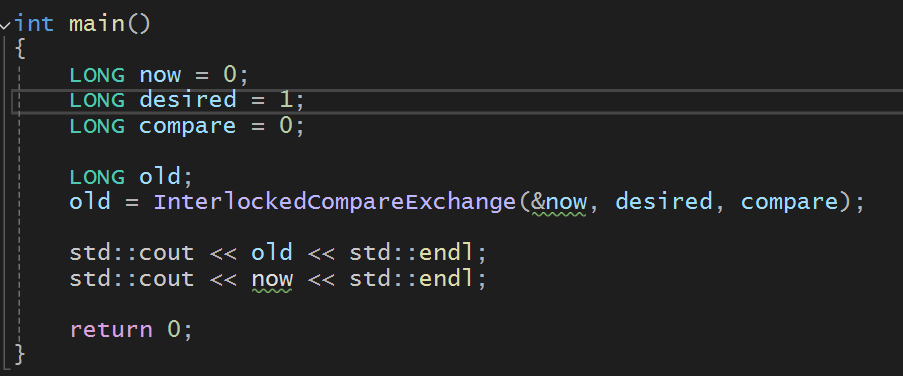 int main()
{
    LONG now = 0;
    LONG desired = 1;
    LONG compare = 0;

    LONG old;
    old = InterlockedCompareExchange(&now, desired, compare);

    std::cout << old << std::endl;
    std::cout << now << std::endl;

    return 0;
}